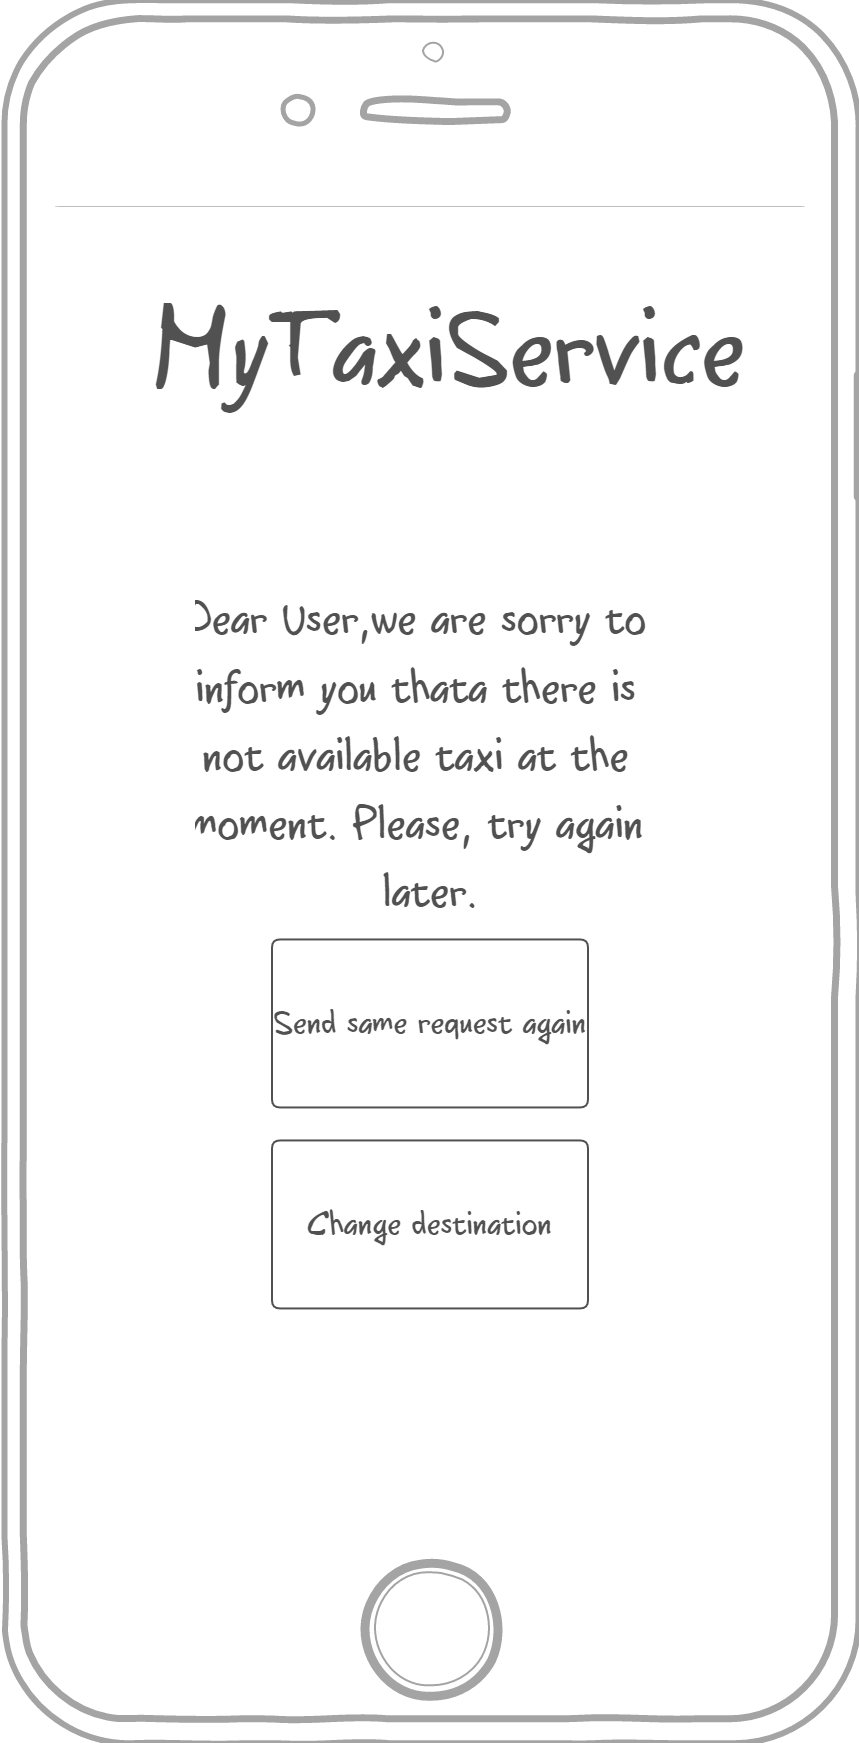 MyTaxiService
Dear User,we are sorry to
inform you thata there is
not available taxi at the
moment. Please, try again
later.
Send same request again
Change destination